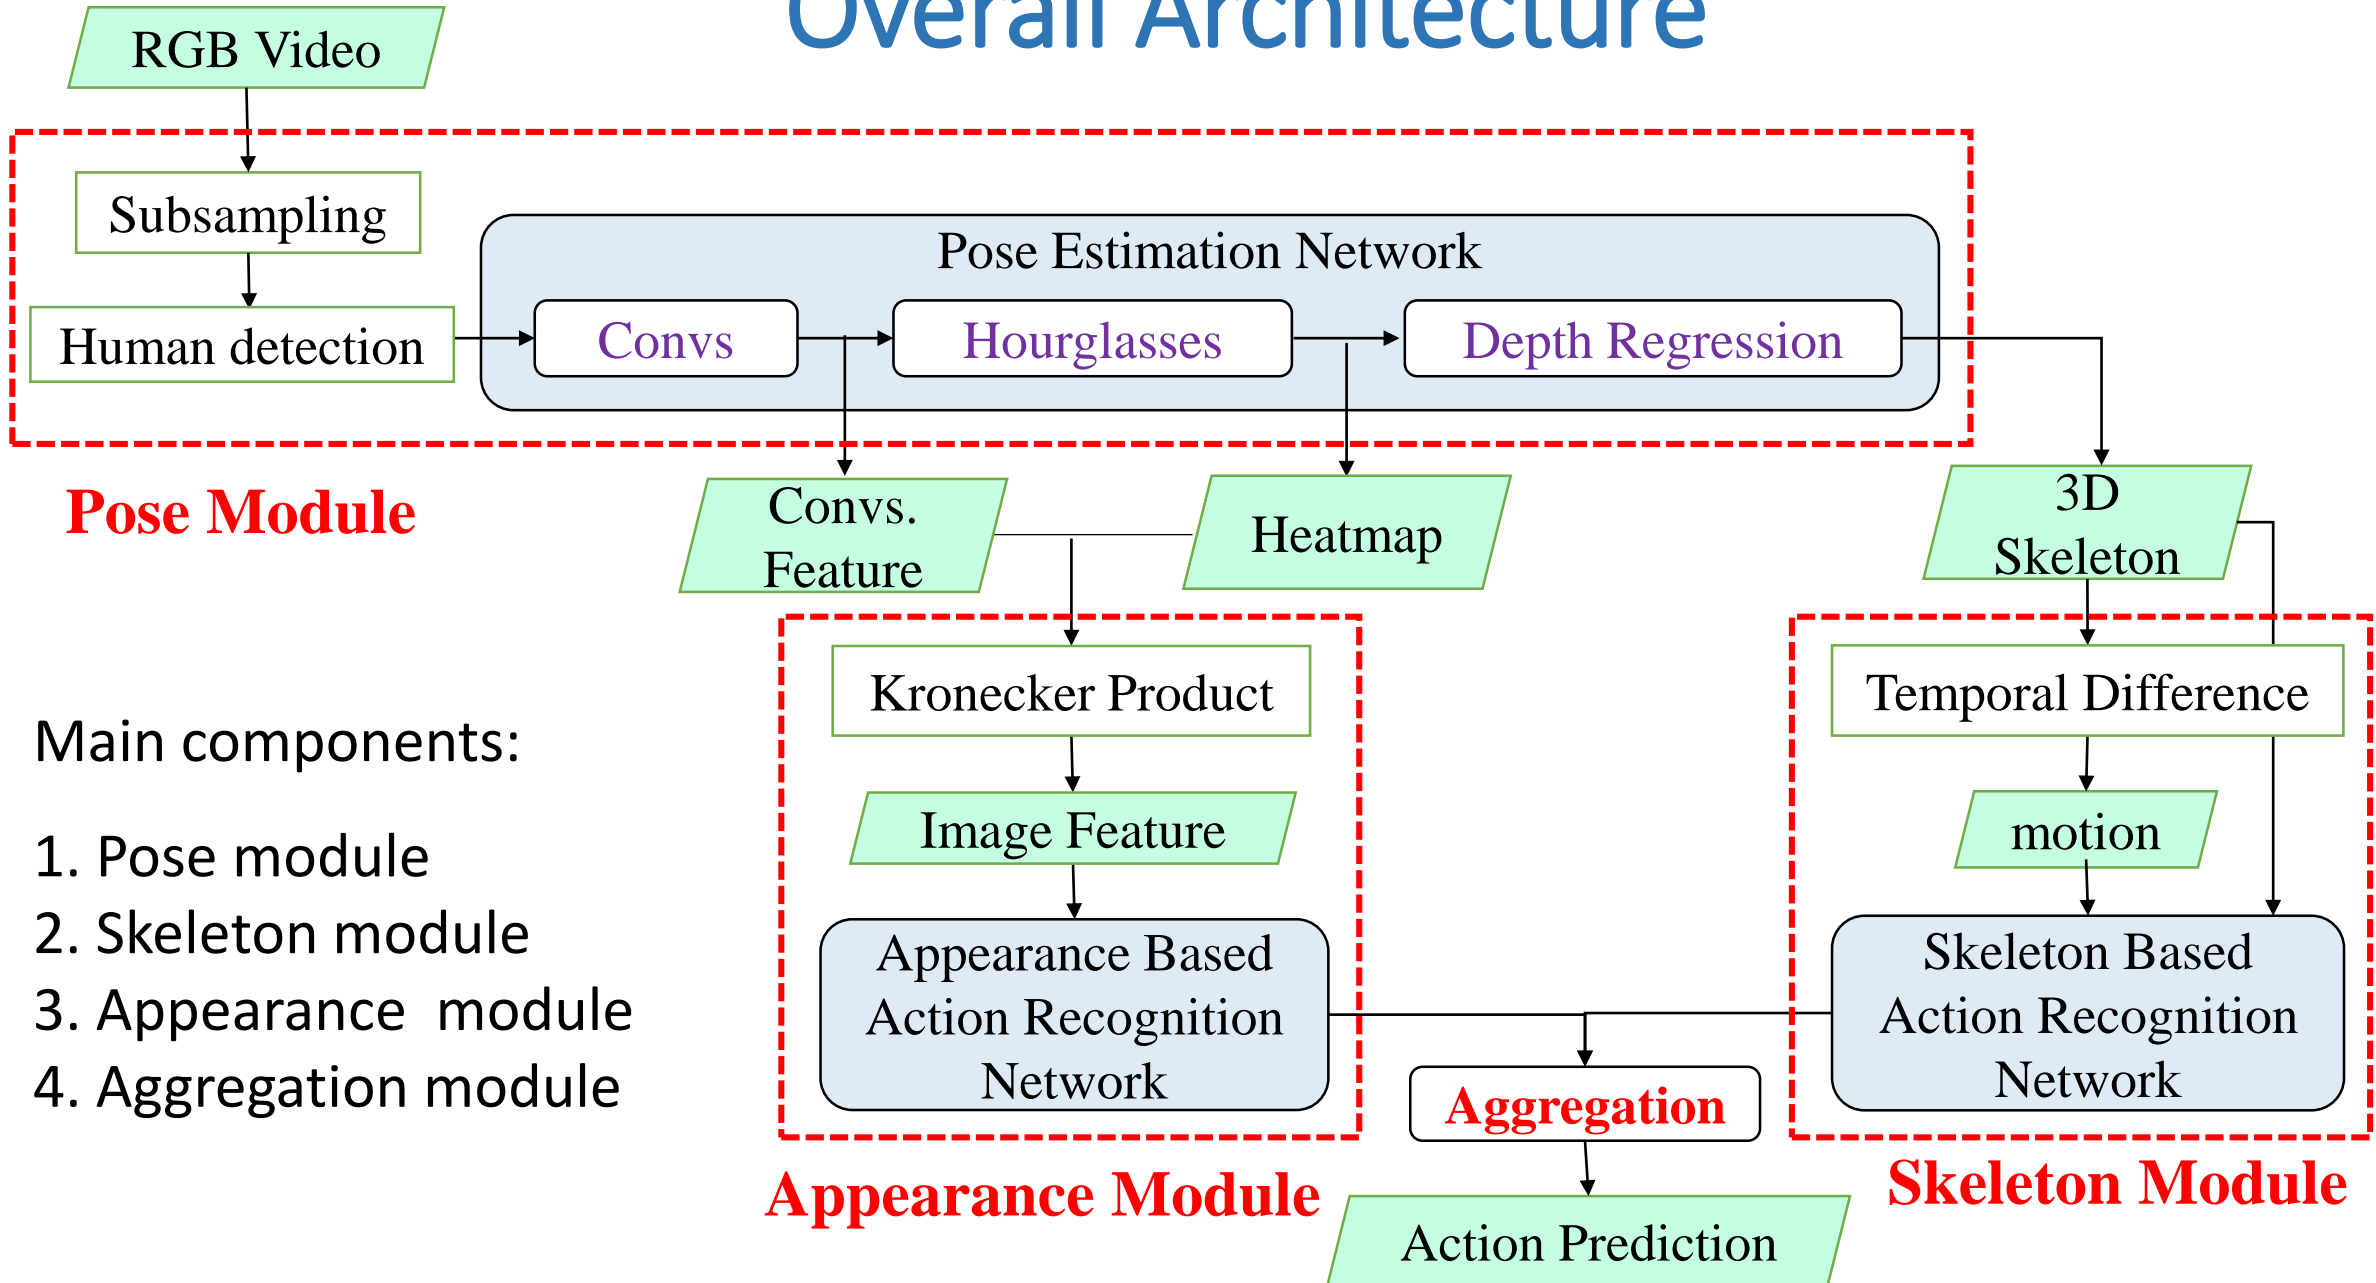 Overall Architecture
RGB Video
Subsampling
Pose Estimation Network
Human detection
Convs
Hourglasses
Depth Regression
Pose Module
Convs.
Feature
Heatmap
3D
Skeleton
Kronecker Product
Temporal Difference
Main components:
Image Feature
motion
1. Pose module
2. Skeleton module
3. Appearance  module
4. Aggregation module
Appearance Based
Action Recognition
Network
Skeleton Based
Action Recognition
Network
Aggregation
Appearance Module
Skeleton Module
Action Prediction